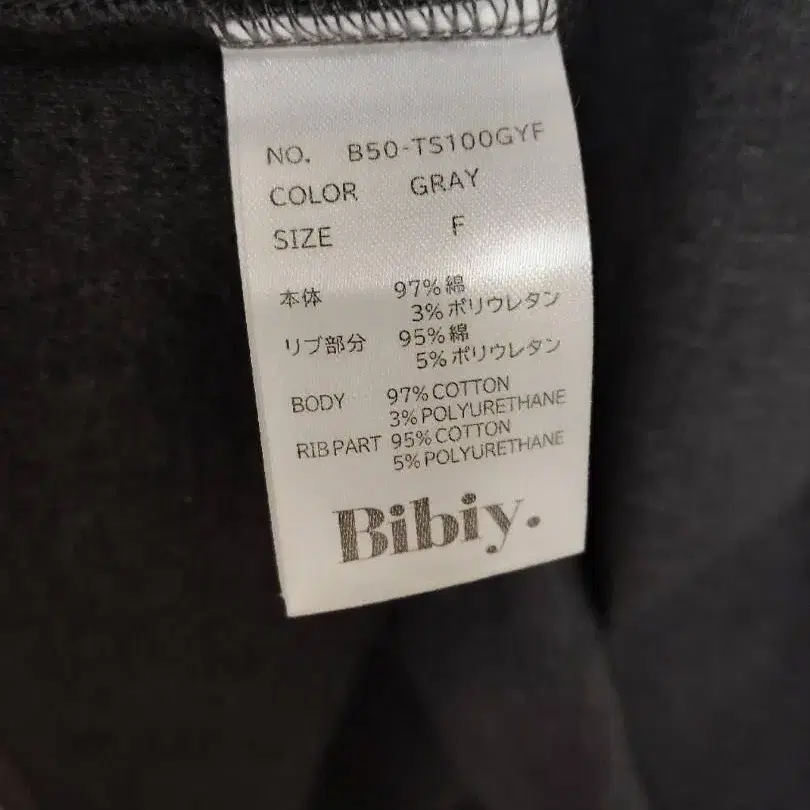 NO. B50-TS100GYF
COLOR GRAY
SIZE F
本体 97%綿
3%ポリウレタン
リブ部分 95%綿
5%ポリウレタン
BODY 97%COTTON
3%POLYURETHANE
RIB PART 95%COTTON
5%POLYURETHANE
Bibiy.